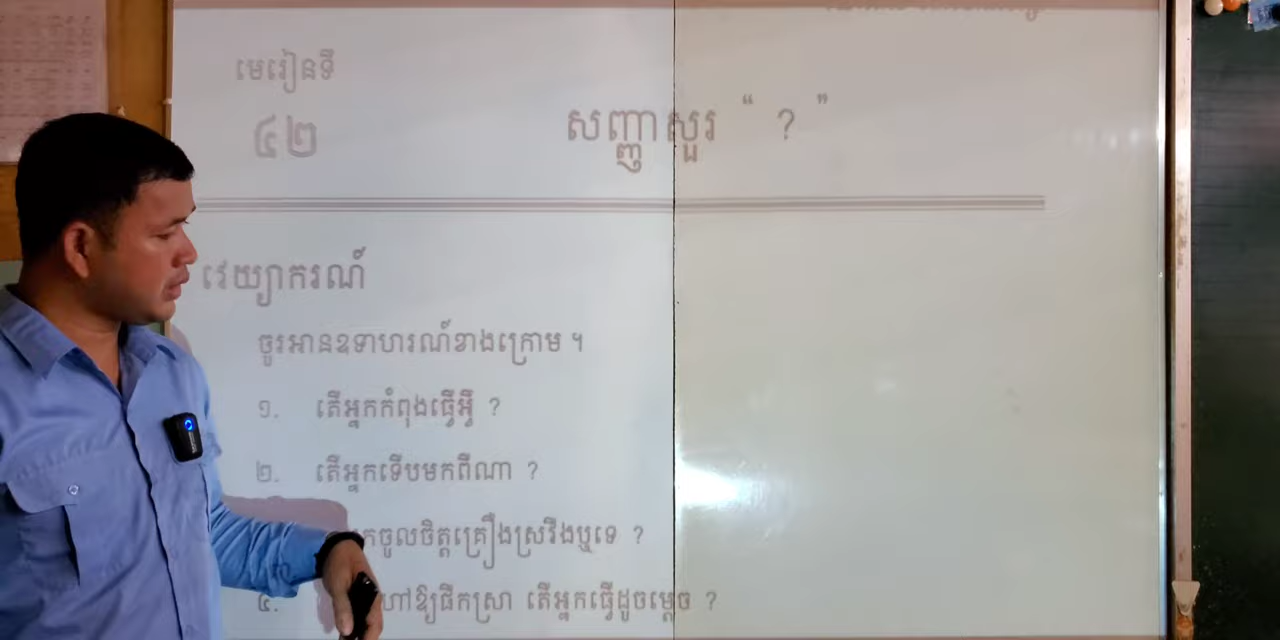 មេរៀនទី
៤២
សញ្ញាសួរ “ ? ”
វេយ្យាករណ៍
ចូរអានឧទាហរណ៍ខាងក្រោម ។
១. តើអ្នកកំពុងធ្វើអ្វី ?
២. តើអ្នកទើបមកពីណា ?
កចូលចិត្តគ្រឿងស្រវឹងឬទេ ?
៤. ហៅឱ្យផឹកស្រា តើអ្នកធ្វើដូចម្ដេច ?